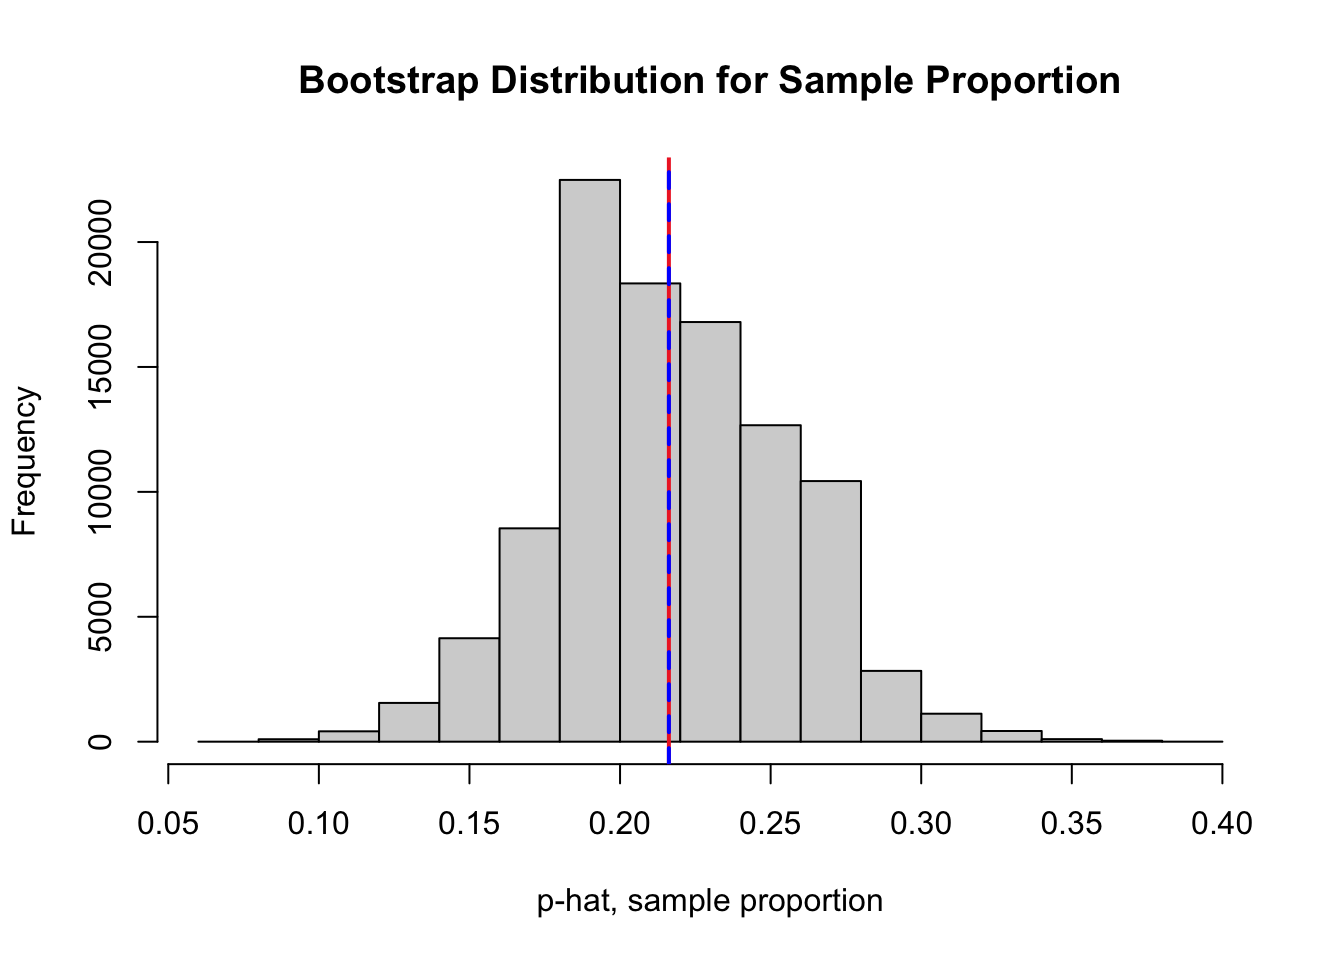 Bootstrap Distribution for Sample Proportion
Frequency
20000
15000
10000
5000
0
0.05 0.10 0.15 0.20 0.25 0.30 0.35 0.40
p-hat, sample proportion